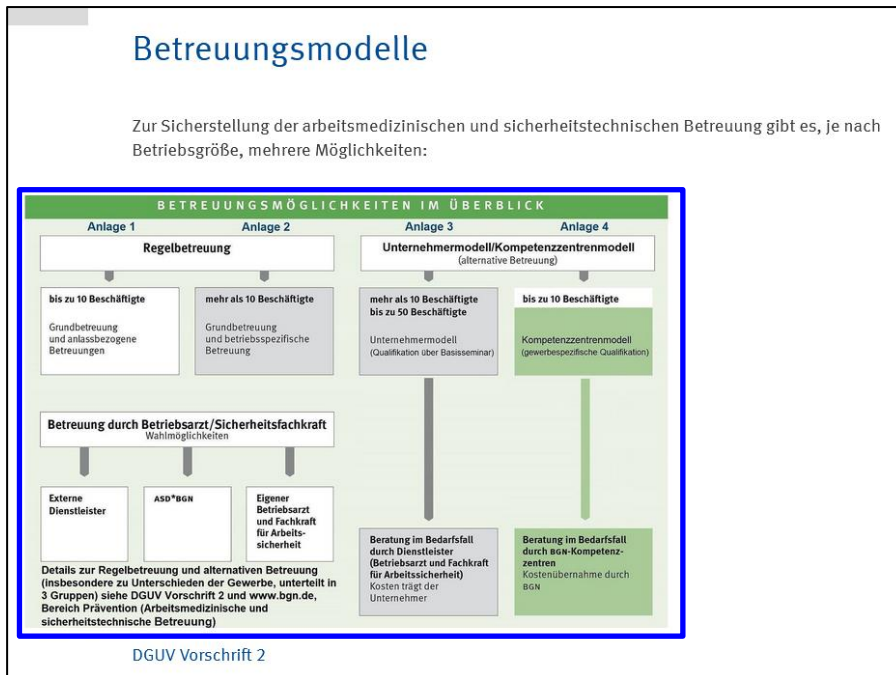 Betreuungsmodelle
Zur Sicherstellung der arbeitsmedizinischen und sicherheitstechnischen Betreuung gibt es, je nach
Betriebsgröße, mehrere Möglichkeiten:
BETREUUNGSMÖGLICHKEITEN IM ÜBERBLICK
Anlage 1
Anlage 2
Anlage 3
Anlage 4
Regelbetreuung
Unternehmermodell/Kompetenzzentrenmodell
(alternative Betreuung)
bis zu 10 Beschäftigte
Grundbetreuung
und anlassbezogene
Betreuungen
mehr als 10 Beschäftigte
Grundbetreuung
und betriebsspezifische
Betreuung
mehr als 10 Beschäftigte
bis zu 50 Beschäftigte
Unternehmermodell
(Qualifikation über Basisseminar)
bis zu 10 Beschäftigte
Kompetenzzentrenmodell
(gewerbespezifische Qualifikation)
Betreuung durch Betriebsarzt/Sicherheitsfachkraft
Wahlmöglichkeiten
Externe
Dienstleister
ASD*BGN
Eigener
Betriebsarzt
und Fachkraft
für Arbeits-
sicherheit
Beratung im Bedarfsfall
durch Dienstleister
(Betriebsarzt und Fachkraft
für Arbeitssicherheit)
Kosten trägt der
Unternehmer
Beratung im Bedarfsfall
durch BGN-Kompetenz-
zentren
Kostenübernahme durch
BGN
Details zur Regelbetreuung und alternativen Betreuung
(insbesondere zu Unterschieden der Gewerbe, unterteilt in
3 Gruppen) siehe DGUV Vorschrift 2 und www.bgn.de,
Bereich Prävention (Arbeitsmedizinische und
sicherheitstechnische Betreuung)
DGUV Vorschrift 2